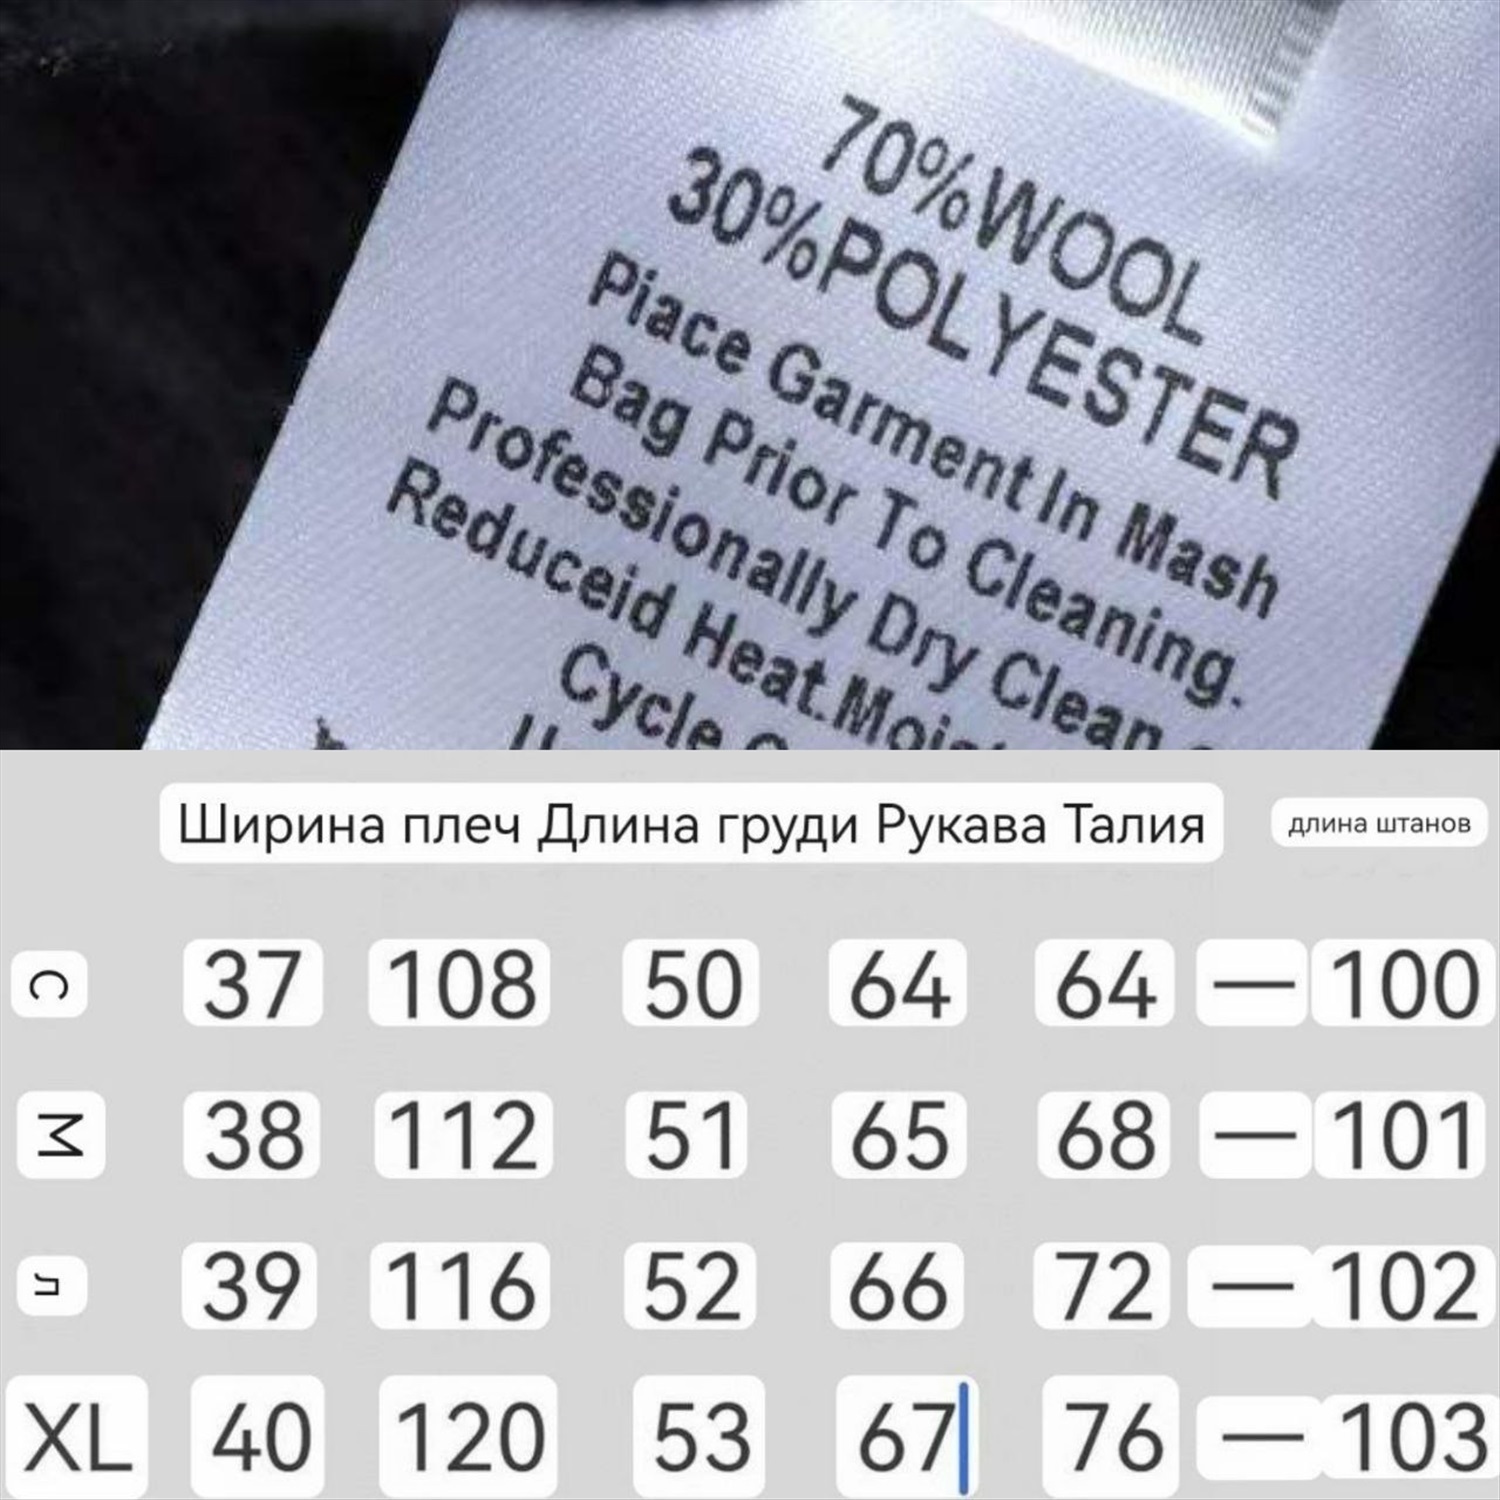 70%WOOL
30%POLYESTER
Piace Garment In Mash
Bag Prior To Cleaning.
Professionally Dry Clean
Reduceid Heat.Moist
Cycle
Ширина плеч Длина груди Рукава Талия длина штанов
С 37 108 50 64 64 — 100
М 38 112 51 65 68 — 101
л 39 116 52 66 72 — 102
XL 40 120 53 67 76 — 103